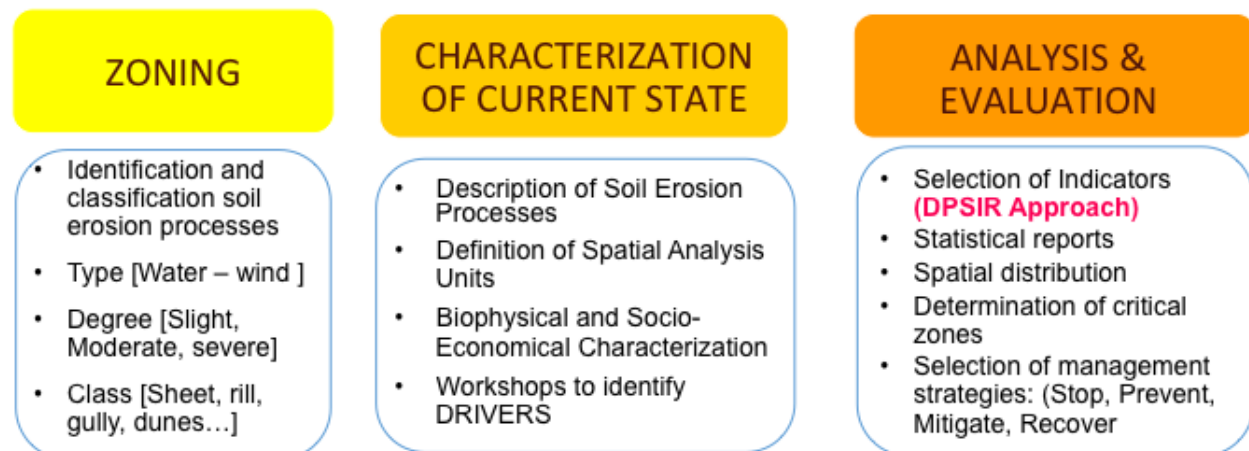 ZONING
• Identification and
classification soil
erosion processes
• Type [Water – wind ]
• Degree [Slight,
Moderate, severe]
• Class [Sheet, rill,
gully, dunes…]
CHARACTERIZATION
OF CURRENT STATE
• Description of Soil Erosion
Processes
• Definition of Spatial Analysis
Units
• Biophysical and Socio-
Economical Characterization
• Workshops to identify
DRIVERS
ANALYSIS &
EVALUATION
• Selection of Indicators
(DPSIR Approach)
• Statistical reports
• Spatial distribution
• Determination of critical
zones
• Selection of management
strategies: (Stop, Prevent,
Mitigate, Recover